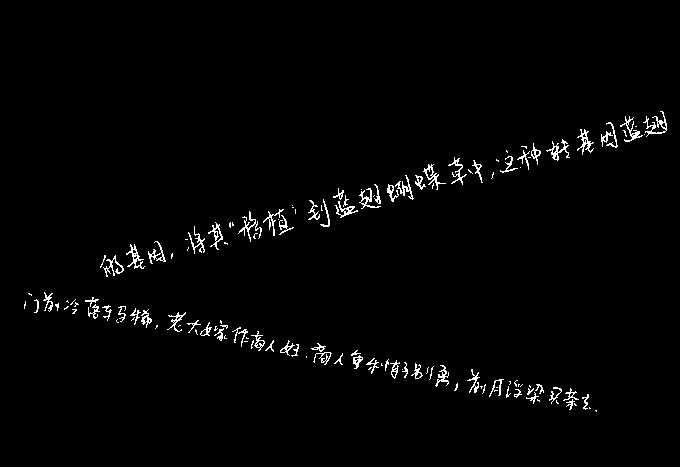 的基因，将其“移植”到蓝翅蝴蝶草中，这种转基因蓝翅
门前冷落车马稀，老大嫁作商人妇．商人重利轻别离，前月浮梁买茶去．